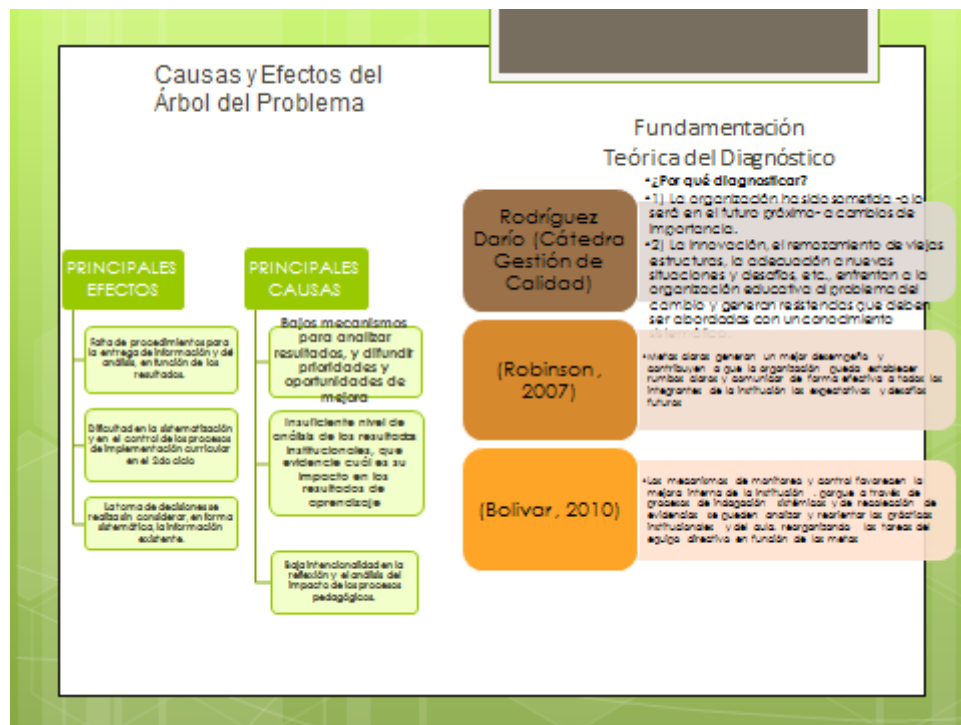 Causas y Efectos del
Árbol del Problema
PRINCIPALES
EFECTOS
Falta de procedimientos para
la entrega de información y del
análisis, en función de los
resultados.
Dificultad en la sistematización
y en el control de los procesos
de implementación curricular
en el 2do ciclo
La toma de decisiones se
realiza sin considerar, en forma
sistemática, la información
existente.
PRINCIPALES
CAUSAS
Bajos mecanismos
para analizar
resultados, y difundir
prioridades y
oportunidades de
mejora
Insuficiente nivel de
análisis de los resultados
institucionales, que
evidencie cuál es su
impacto en los
resultados de
aprendizaje
Baja intencionalidad en la
reflexión y el análisis del
impacto de los procesos
pedagógicos.
Fundamentación
Teórica del Diagnóstico
Rodríguez
Darío (Cátedra
Gestión de
Calidad)
•¿Por qué diagnosticar?
•1) La organización ha sido sometida -o lo
será en el futuro próximo- a cambios de
importancia.
•2) La innovación, el remozamiento de viejas
estructuras, la adecuación a nuevas
situaciones y desafíos, etc., enfrentan a la
organización educativa al problema del
cambio y generan resistencias que deben
ser abordadas con un conocimiento
(Robinson,
2007)
•Metas claras generan un mejor desempeño y
contribuyen a que la organización pueda establecer
rumbos claros y comunicar de forma efectiva a todos los
integrantes de la institución las expectativas y desafíos
futuros
(Bolivar, 2010)
•Los mecanismos de monitoreo y control favorecen la
mejora interna de la institución , porque a través de
procesos de indagación sistémicos y de recolección de
evidencias se pueden analizar y reorientar las prácticas
institucionales y del aula, reorganizando las tareas del
equipo directivo en función de las metas